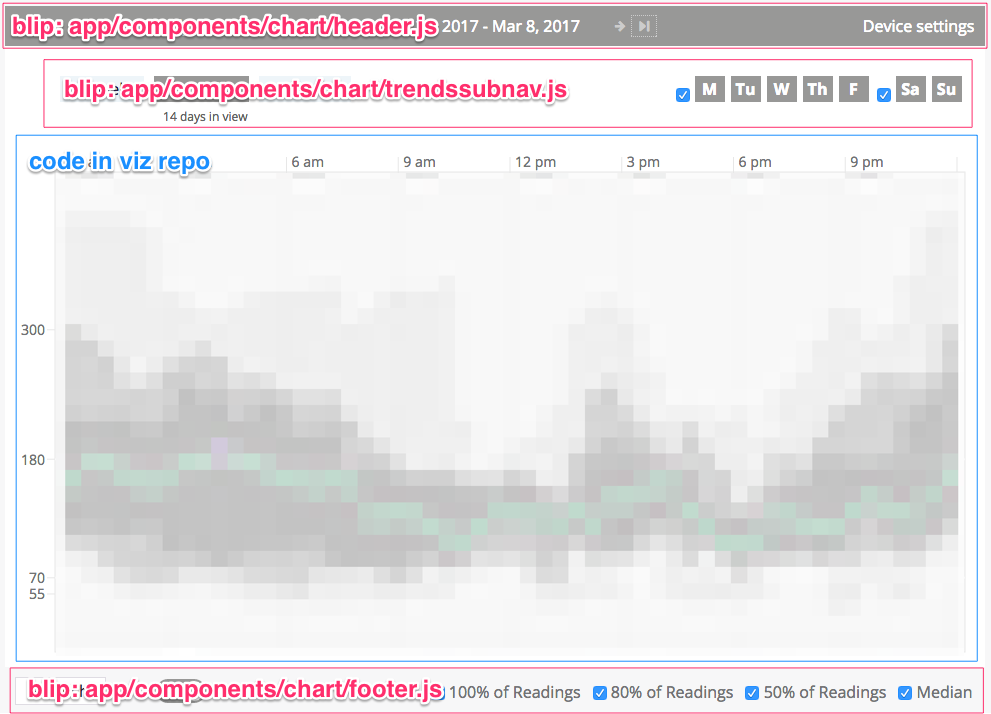 blip: app/components/chart/header.js 2017 - Mar 8, 2017 Device settings
blip: app/components/chart/trendssubnav.js M Tu W Th F Sa Su
14 days in view
code in viz repo 6 am 9 am 12 pm 3 pm 6 pm 9 pm
300
180
70
55
blip: app/components/chart/footer.js 100% of Readings 80% of Readings 50% of Readings Median